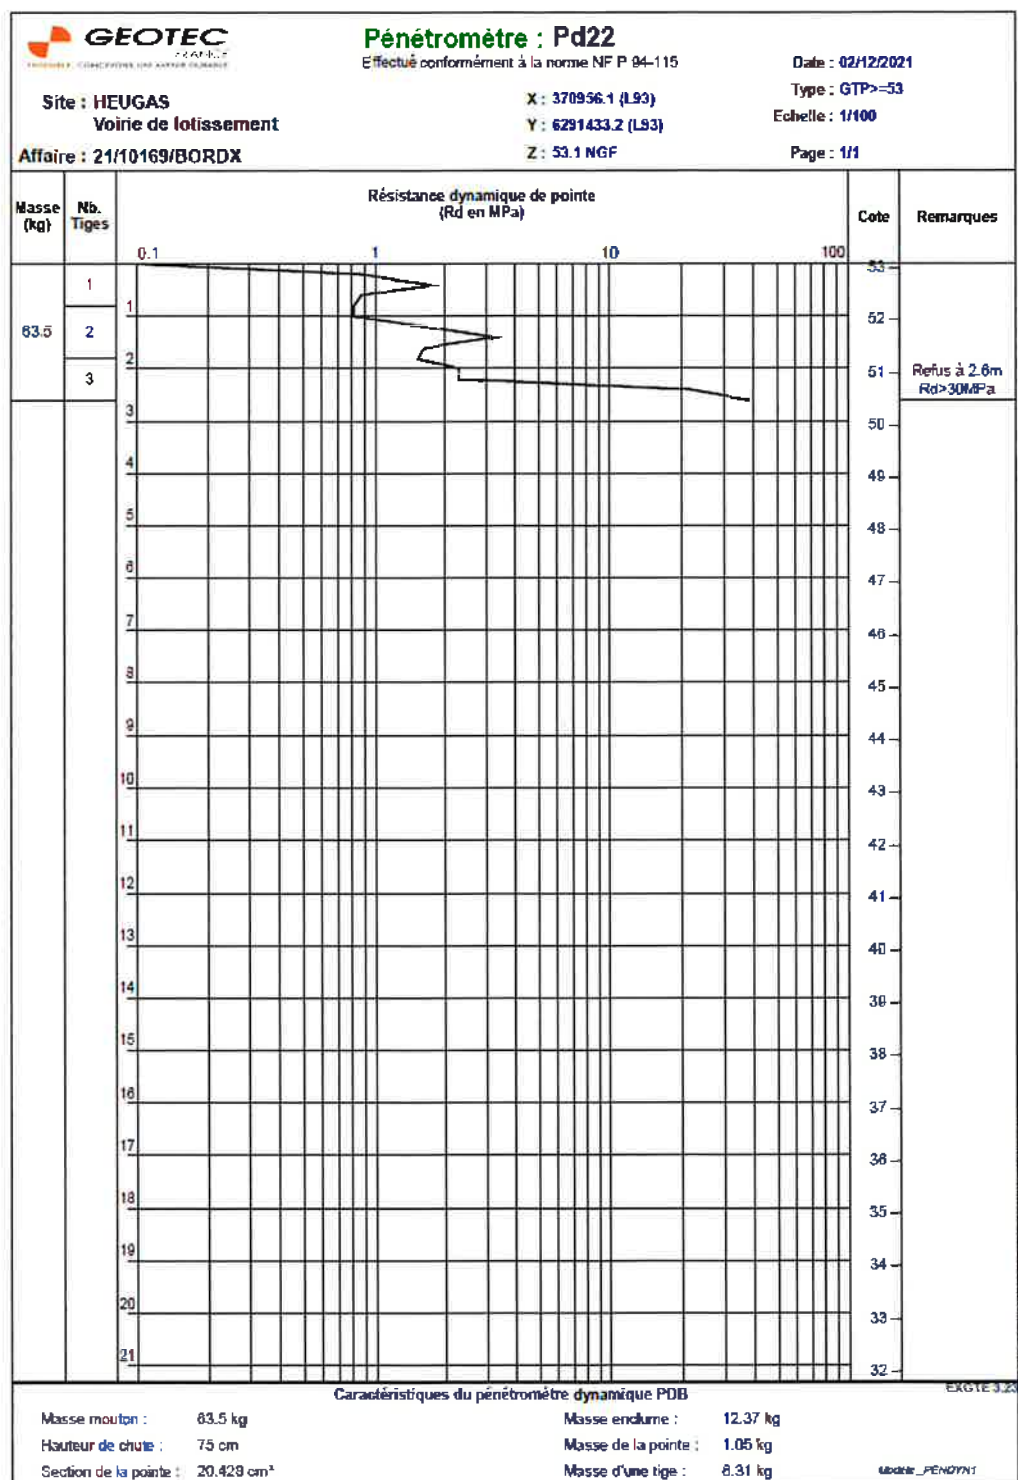 GEOTEC
FRANCE
Pénétromètre : Pd22
Effectué conformément à la norme NF P 94-115
Date : 02/12/2021
Type : GTP>=53
Echelle : 1/100
Page : 1/1
Site : HEUGAS
Voirie de lotissement
Affaire : 21/10169/BORDX
X : 370956.1 (L93)
Y : 6291433.2 (L93)
Z : 53.1 NGF
Masse (kg)
Nb. Tiges
Résistance dynamique de pointe
(Rd en MPa)
Cote
Remarques
0.1 1 10 100
63.5
1
2
3
1
2
3
4
5
6
7
8
9
10
11
12
13
14
15
16
17
18
19
20
21
53
52
51
50
49
48
47
46
45
44
43
42
41
40
39
38
37
36
35
34
33
32
Refus à 2.6m
Rd>30MPa
Caractéristiques du pénétromètre dynamique PDB
EXGTE 3.23
Masse mouton : 63.5 kg
Masse enclume : 12.37 kg
Hauteur de chute : 75 cm
Masse de la pointe : 1.05 kg
Section de la pointe : 20.429 cm²
Masse d'une tige : 8.31 kg
Modèle _PENDYN1